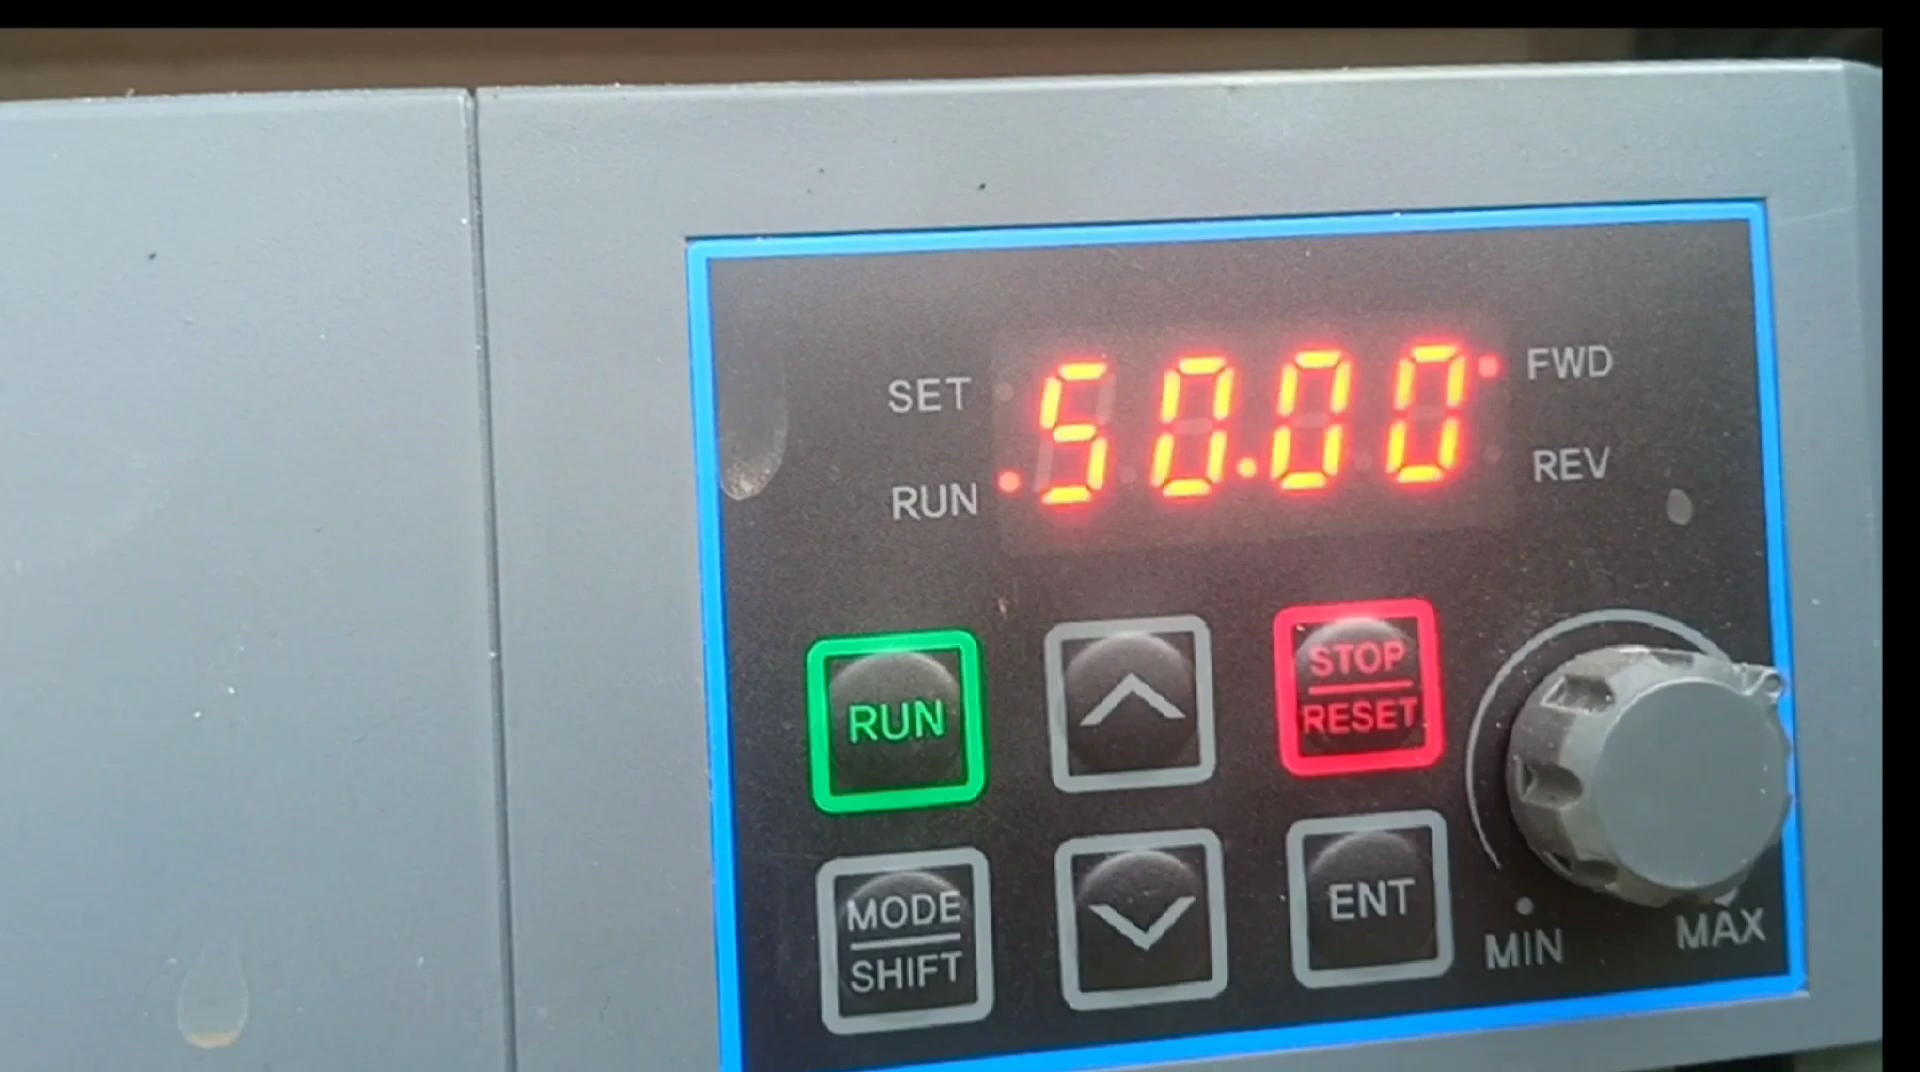 SET
50.00
FWD
RUN
REV
RUN
STOP
RESET
MODE
SHIFT
ENT
MIN
MAX